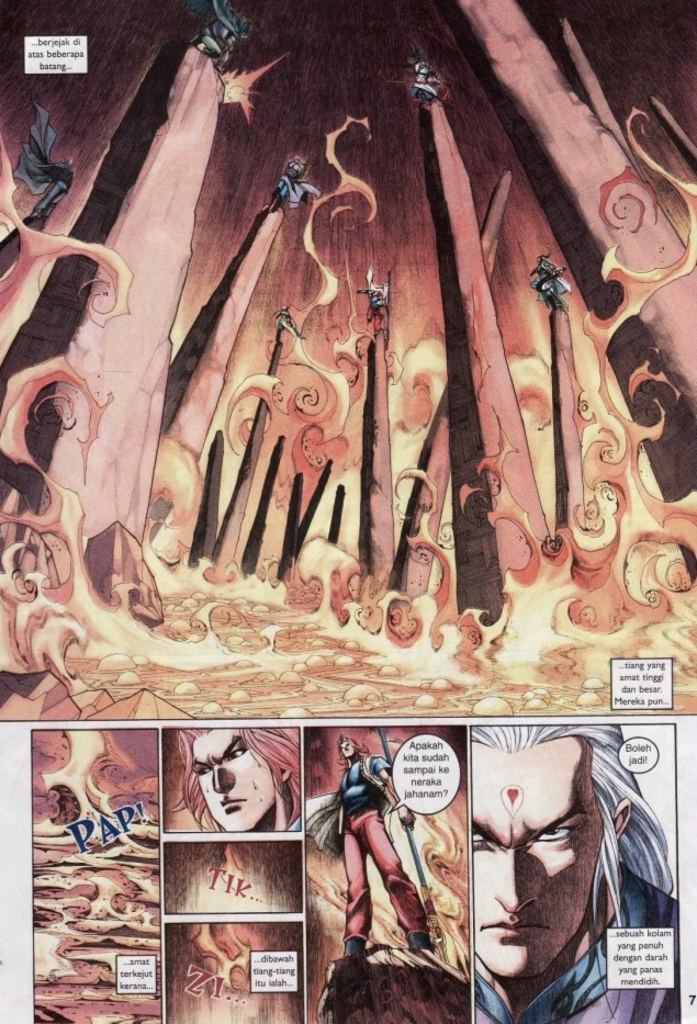 ...berjejak di
atas beberapa
batang...
...tiang yang
amat tinggi
dan besar.
Mereka pun...
PAP!
...amat
terkejut
kerana...
TIK...
ZI...
...dibawah
tiang-tiang
itu ialah...
Apakah
kita sudah
sampai ke
neraka
jahanam?
Boleh
jadi!
...sebuah kolam
yang penuh
dengan darah
yang panas
mendidih.
7